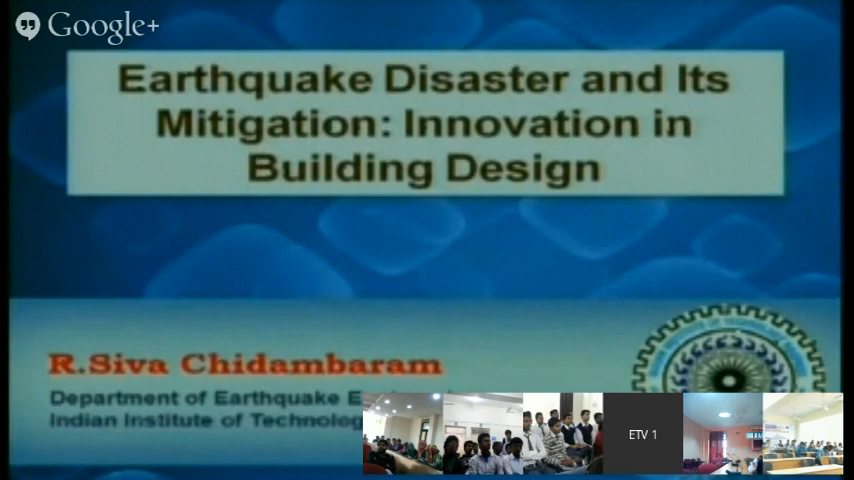 Google+
Earthquake Disaster and Its
Mitigation: Innovation in
Building Design
R.Siva Chidambaram
Department of Earthquake
Indian Institute of
ETV 1